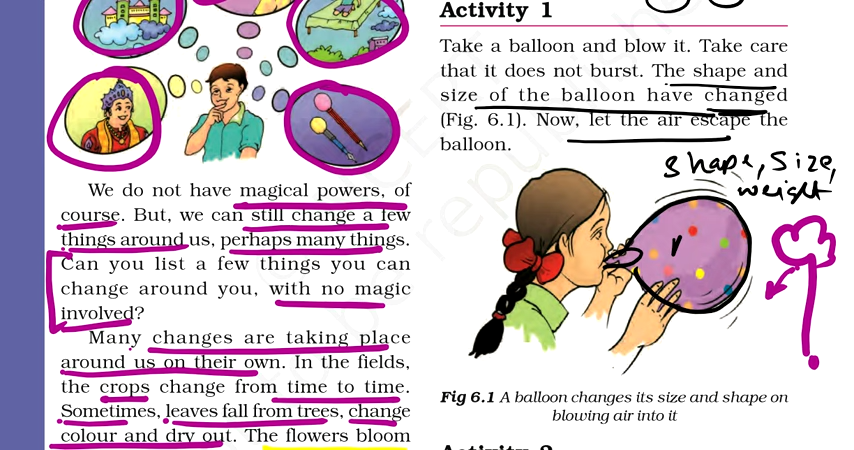 We do not have magical powers, of
course. But, we can still change a few
things around us, perhaps many things.
Can you list a few things you can
change around you, with no magic
involved?
Many changes are taking place
around us on their own. In the fields,
the crops change from time to time.
Sometimes, leaves fall from trees, change
colour and dry out. The flowers bloom
Activity 1
Take a balloon and blow it. Take care
that it does not burst. The shape and
size of the balloon have changed
(Fig. 6.1). Now, let the air escape the
balloon.
shape, size,
weight
Fig 6.1 A balloon changes its size and shape on
blowing air into it